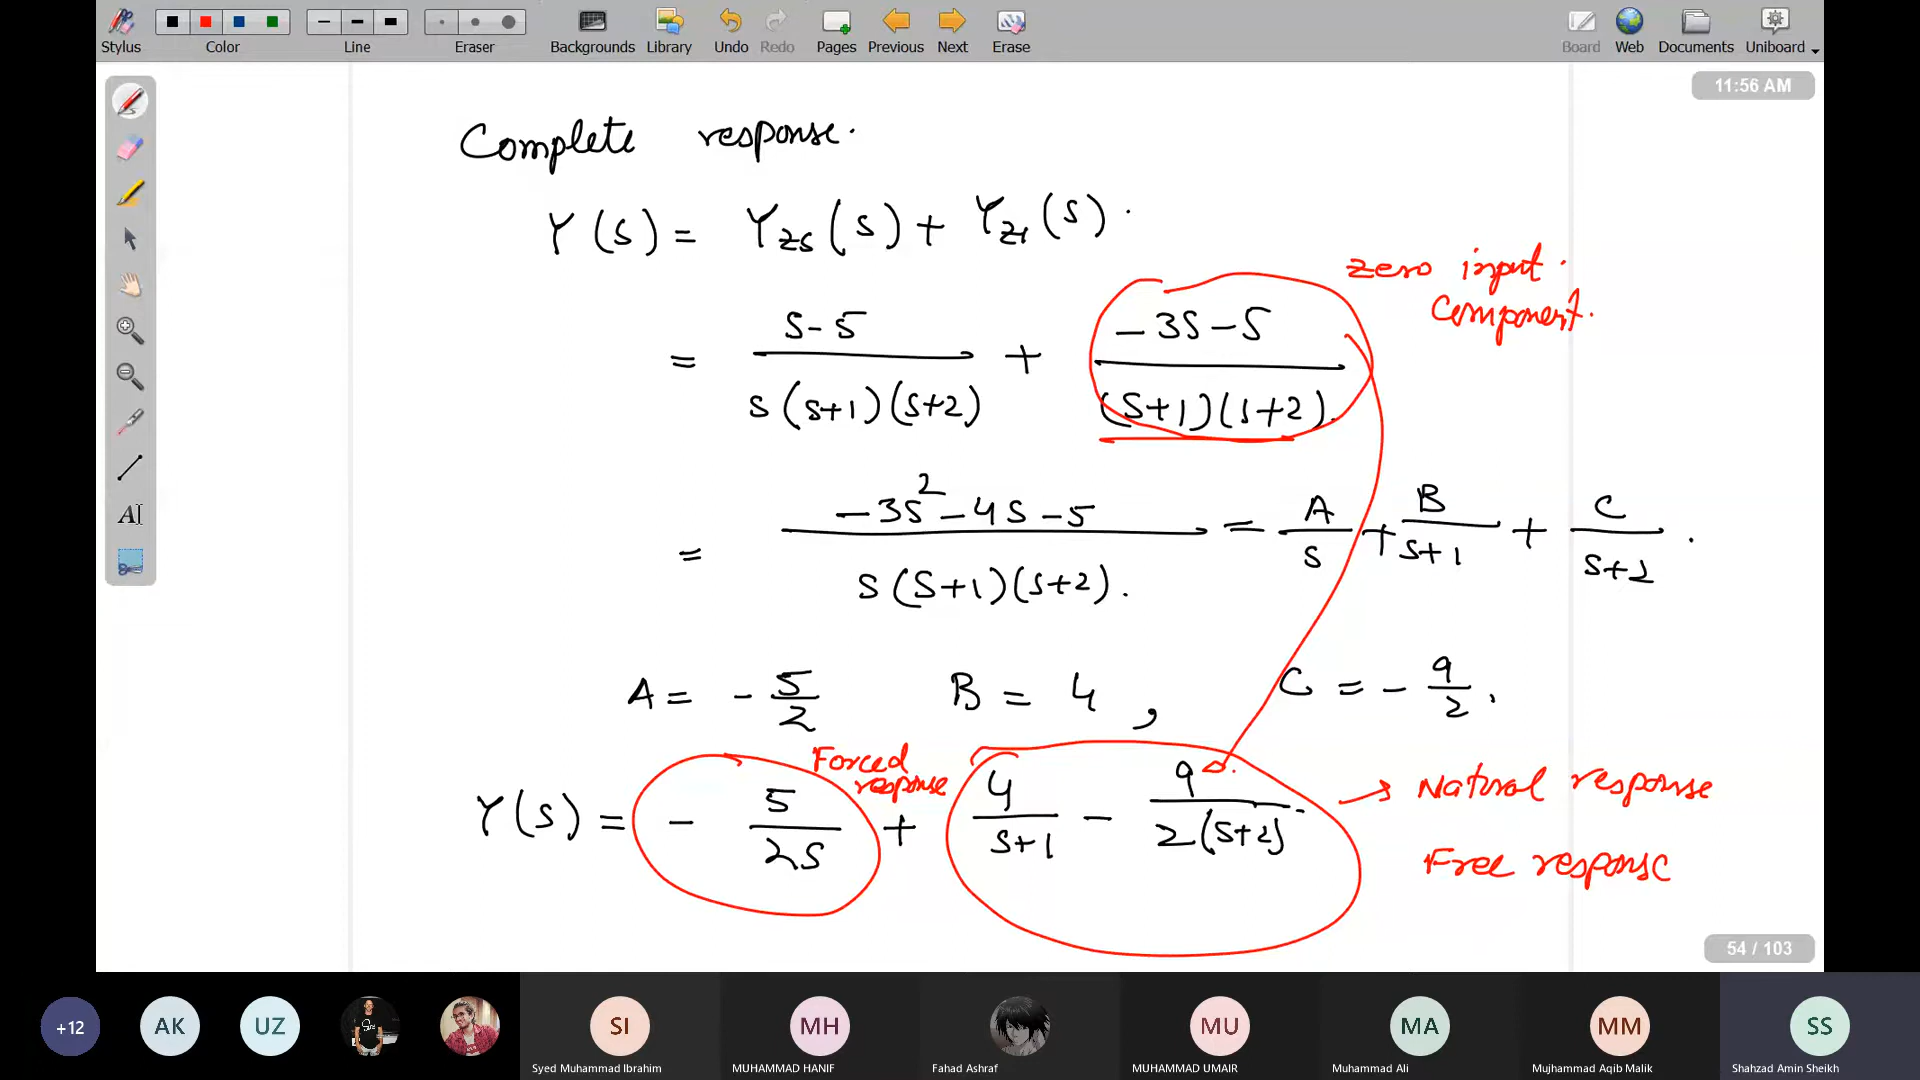 Stylus Color Line Eraser Backgrounds Library Undo Redo Pages Previous Next Erase Board Web Documents Uniboard
11:56 AM
Complete response.
Y(s) = Yzs(s) + Yzi(s).
zero input.
component.
= s-5 / s(s+1)(s+2) + -3s-5 / (s+1)(s+2).
= -3s²-4s-5 / s(s+1)(s+2). = A/s + B/s+1 + C/s+2 .
A = -5/2 B = 4 , C = -9/2 .
Forced
response
Y(s) = - 5/2s + 4/s+1 - 9/2(s+2) → Natural response
Free response
54 / 103
+12 AK UZ SI MH MU MA MM SS
Syed Muhammad Ibrahim MUHAMMAD HANIF Fahad Ashraf MUHAMMAD UMAIR Muhammad Ali Mujhammad Aqib Malik Shahzad Amin Sheikh